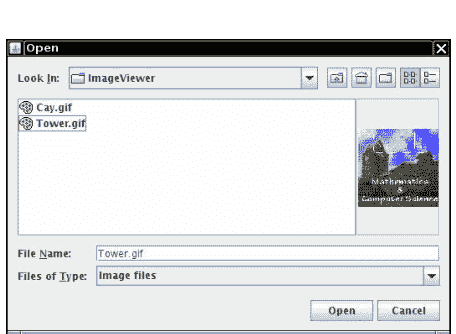 Open
Look In: ImageViewer
Cay.gif
Tower.gif
Mathematics
&
Computer Science
File Name: Tower.gif
Files of Type: Image files
Open Cancel